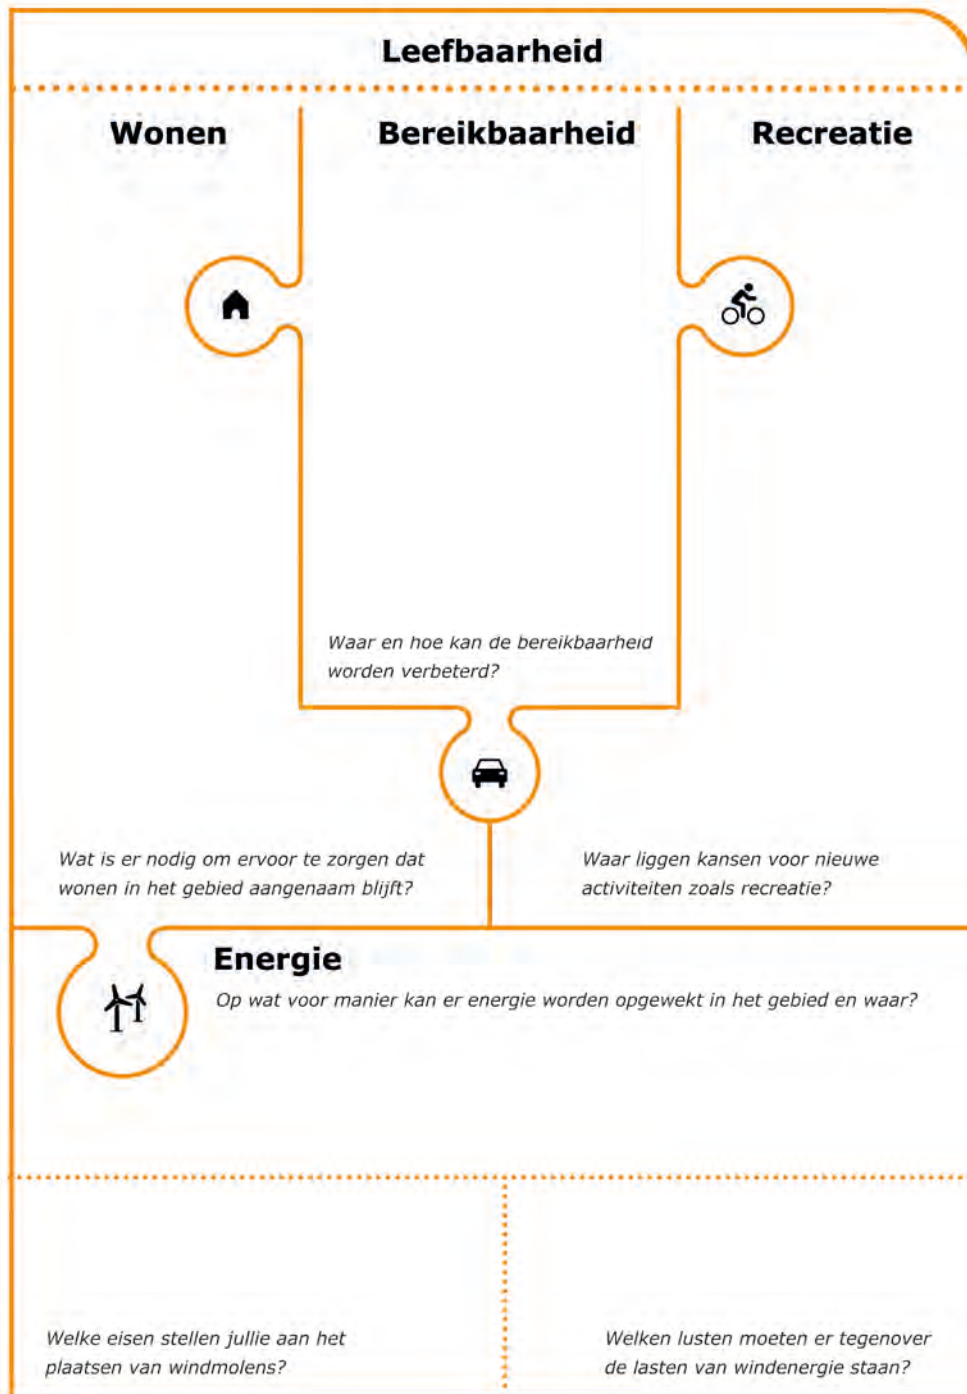 Leefbaarheid
Wonen
Bereikbaarheid
Recreatie
Waar en hoe kan de bereikbaarheid
worden verbeterd?
Wat is er nodig om ervoor te zorgen dat
wonen in het gebied aangenaam blijft?
Waar liggen kansen voor nieuwe
activiteiten zoals recreatie?
Energie
Op wat voor manier kan er energie worden opgewekt in het gebied en waar?
Welke eisen stellen jullie aan het
plaatsen van windmolens?
Welken lusten moeten er tegenover
de lasten van windenergie staan?